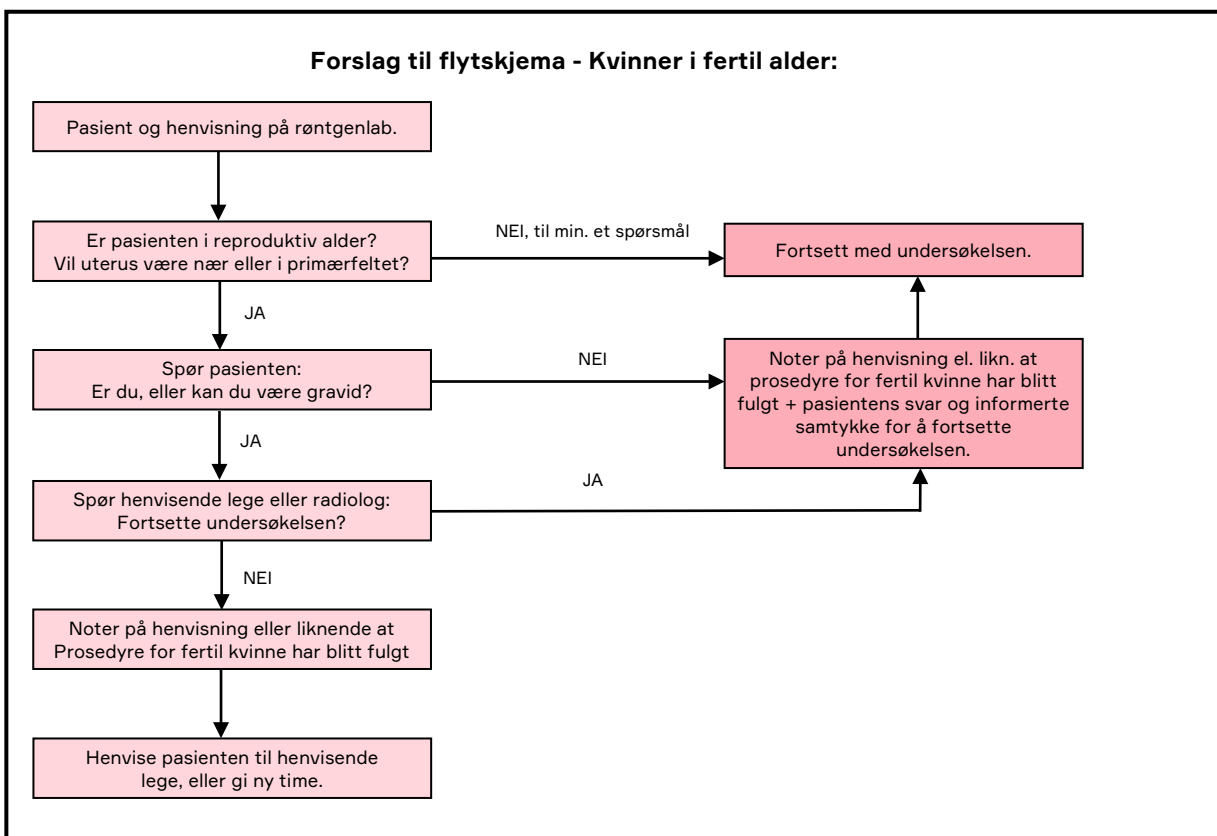 Forslag til flytskjema - Kvinner i fertil alder:
Pasient og henvisning på røntgenlab.
Er pasienten i reproduktiv alder?
Vil uterus være nær eller i primærfeltet?
NEI, til min. et spørsmål
Fortsett med undersøkelsen.
JA
Spør pasienten:
Er du, eller kan du være gravid?
NEI
Noter på henvisning el. likn. at
prosedyre for fertil kvinne har blitt
fulgt + pasientens svar og informerte
samtykke for å fortsette
undersøkelsen.
JA
Spør henvisende lege eller radiolog:
Fortsette undersøkelsen?
JA
NEI
Noter på henvisning eller liknende at
Prosedyre for fertil kvinne har blitt fulgt
Henvise pasienten til henvisende
lege, eller gi ny time.